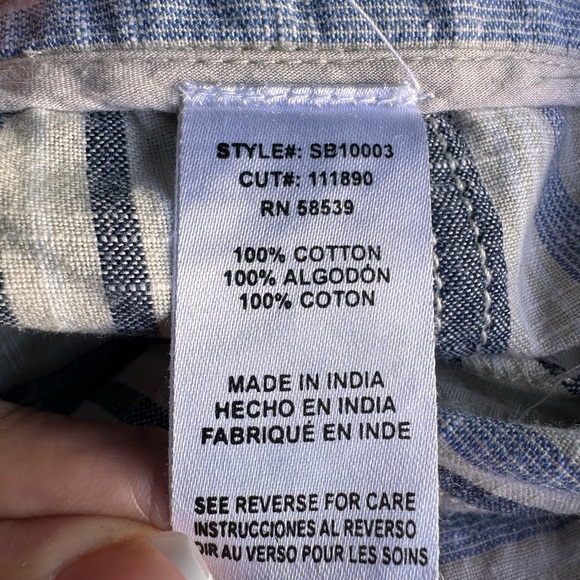 STYLE#: SB10003
CUT#: 111890
RN 58539
100% COTTON
100% ALGODÓN
100% COTON
MADE IN INDIA
HECHO EN INDIA
FABRIQUÉ EN INDE
SEE REVERSE FOR CARE
INSTRUCCIONES AL REVERSO
AU VERSO POUR LES SOINS